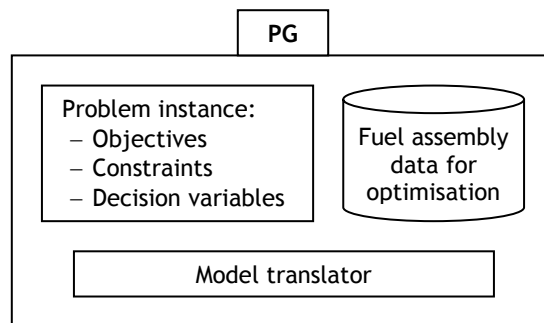 PG
Problem instance:
– Objectives
– Constraints
– Decision variables
Fuel assembly
data for
optimisation
Model translator